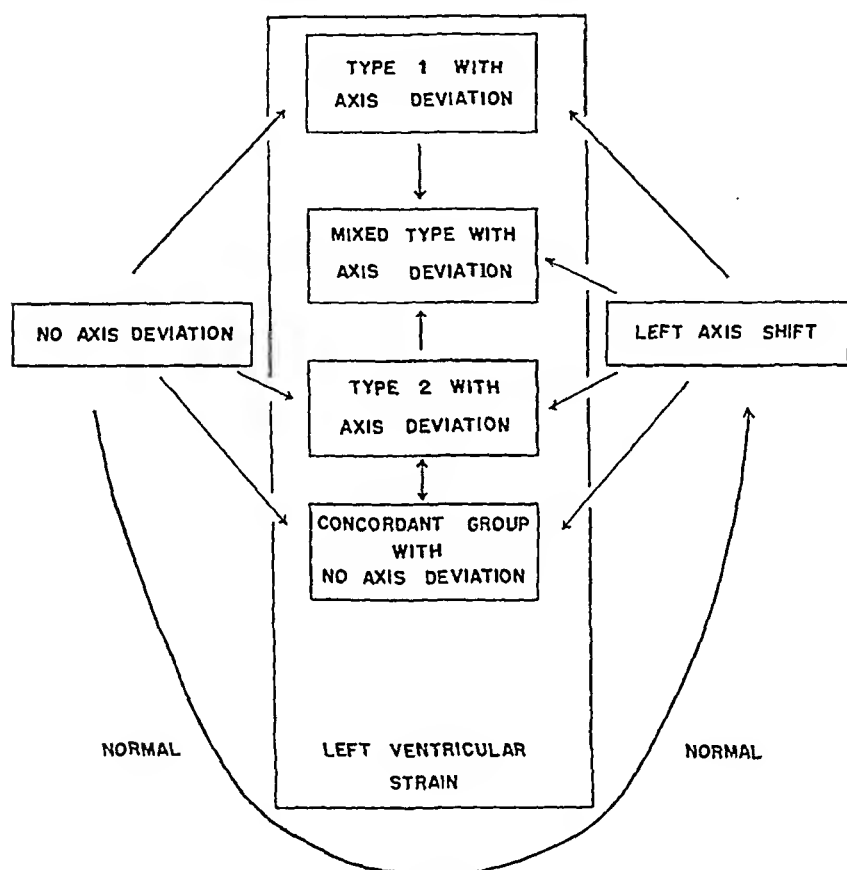 TYPE 1 WITH
AXIS DEVIATION
MIXED TYPE WITH
AXIS DEVIATION
NO AXIS DEVIATION
LEFT AXIS SHIFT
TYPE 2 WITH
AXIS DEVIATION
CONCORDANT GROUP
WITH
NO AXIS DEVIATION
NORMAL
LEFT VENTRICULAR
STRAIN
NORMAL